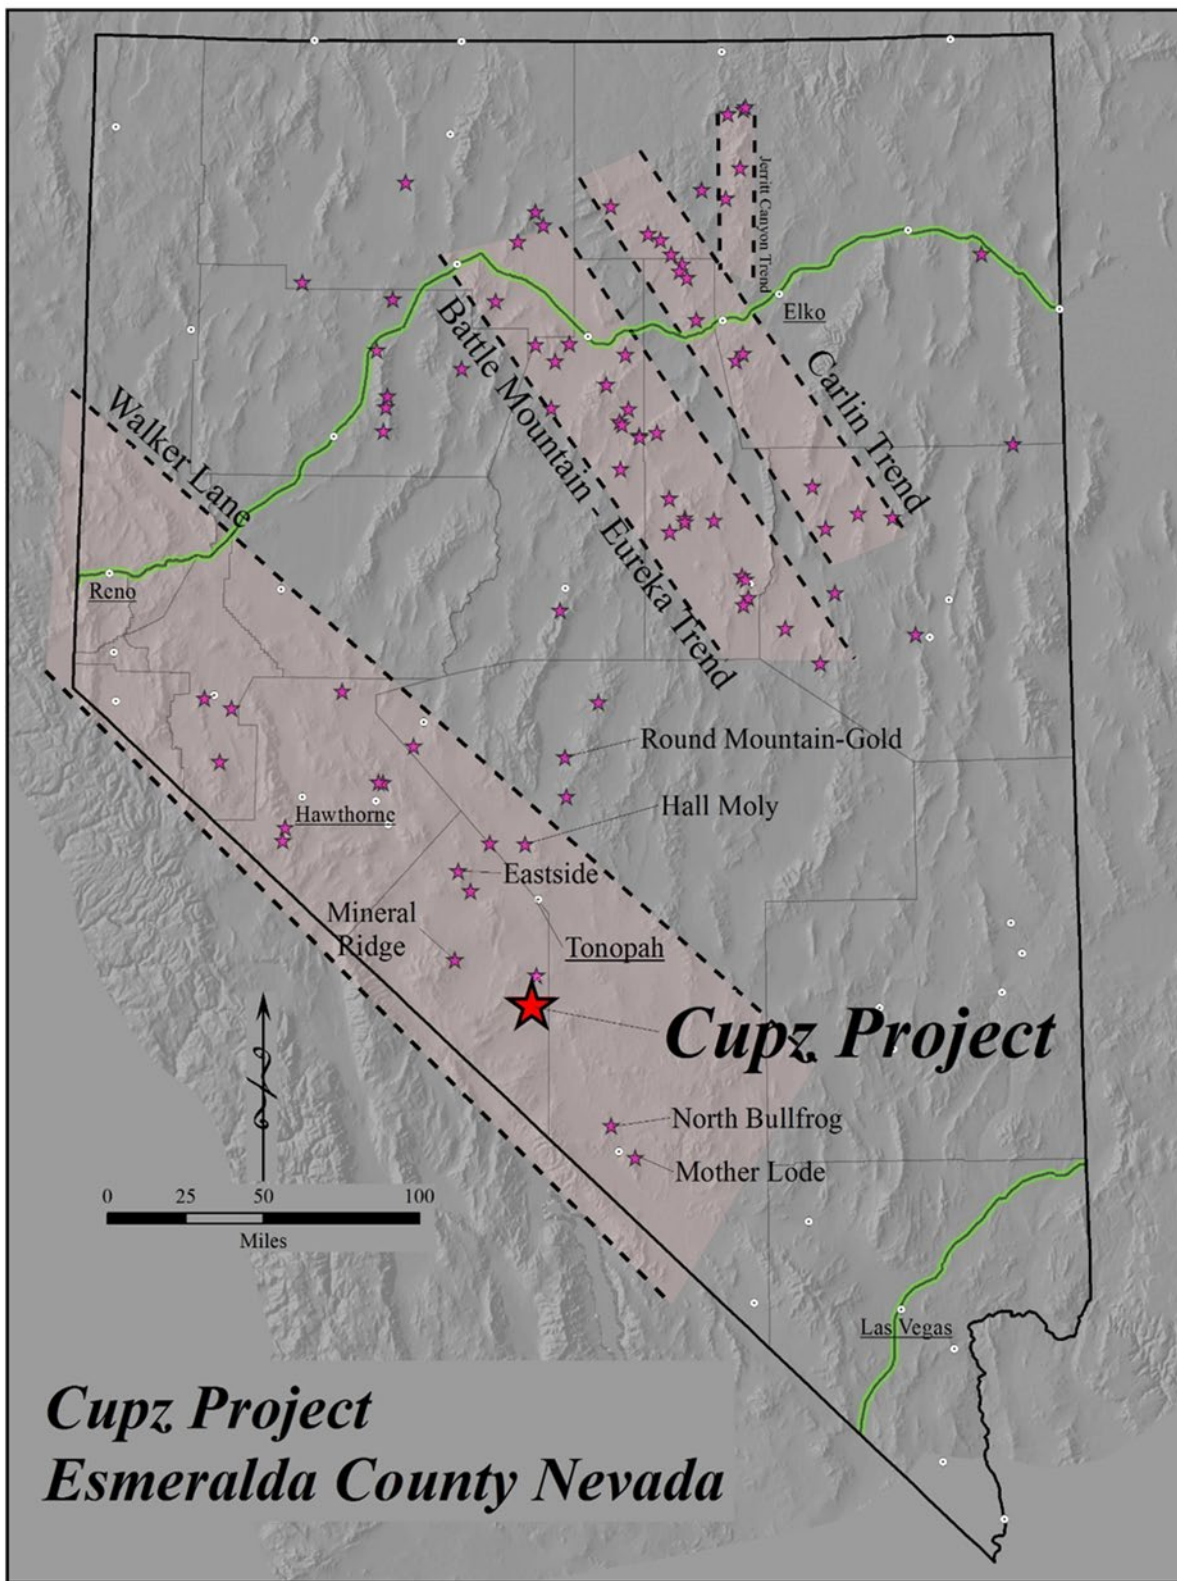 Jerritt Canyon Trend
Elko
Battle Mountain - Eureka Trend
Carlin Trend
Walker Lane
Reno
Round Mountain-Gold
Hall Moly
Hawthorne
Eastside
Mineral
Ridge
Tonopah
Cupz Project
North Bullfrog
Mother Lode
0 25 50 100
Miles
Las Vegas
Cupz Project
Esmeralda County Nevada